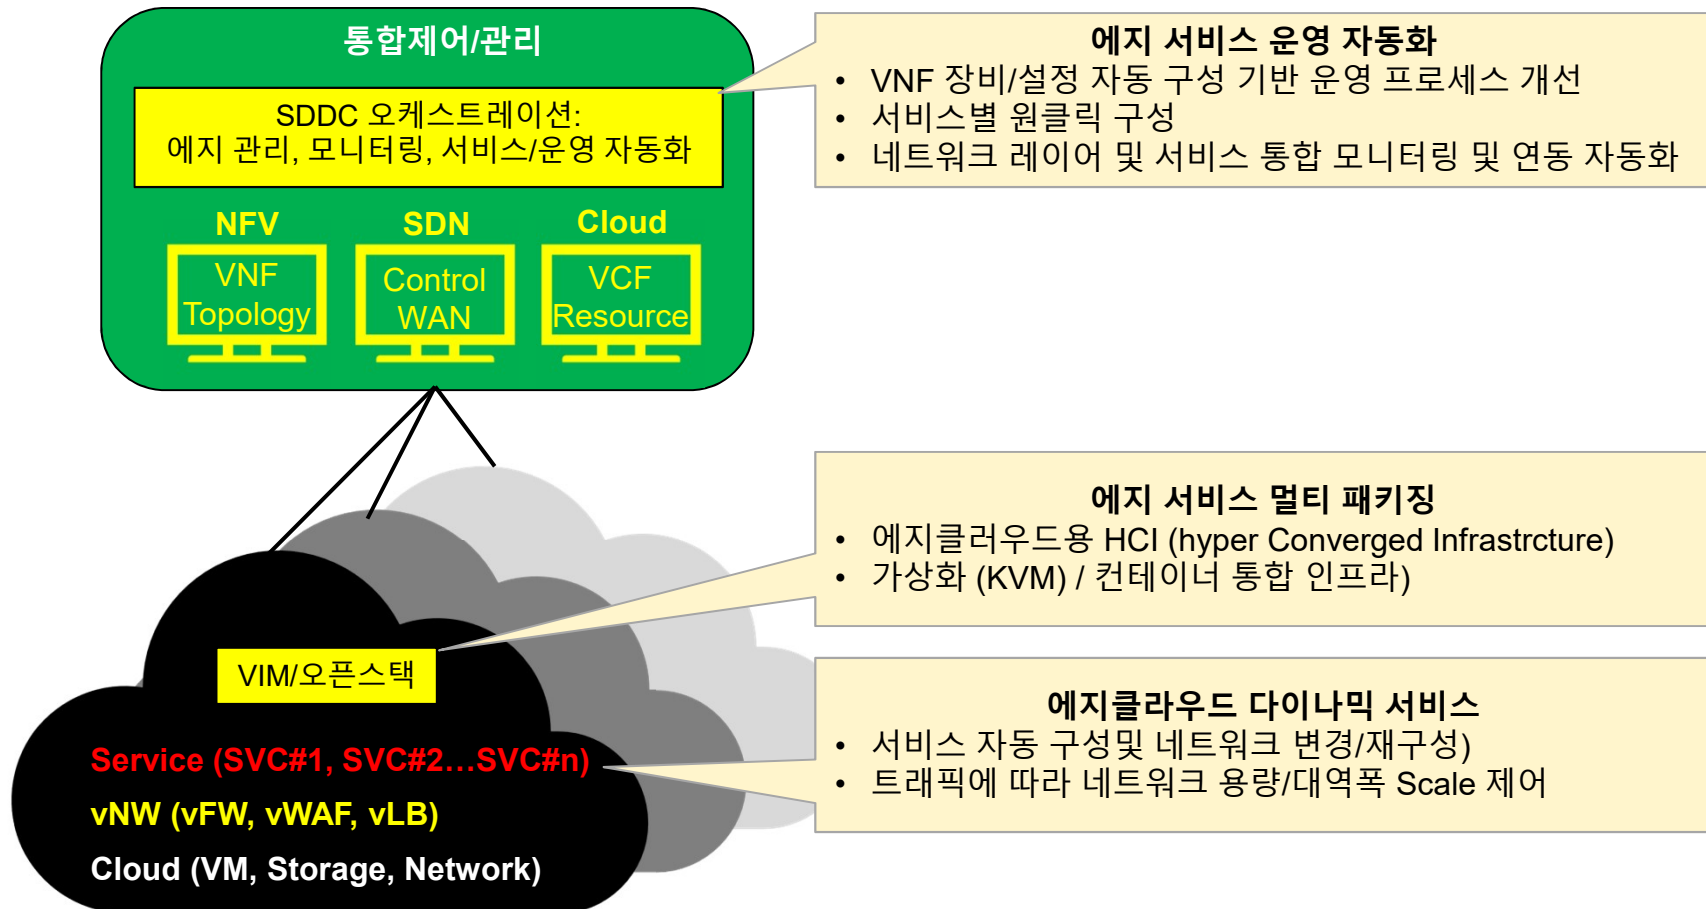 통합제어/관리
SDDC 오케스트레이션:
에지 관리, 모니터링, 서비스/운영 자동화
NFV
SDN
Cloud
VNF
Topology
Control
WAN
VCF
Resource
에지 서비스 운영 자동화
• VNF 장비/설정 자동 구성 기반 운영 프로세스 개선
• 서비스별 원클릭 구성
• 네트워크 레이어 및 서비스 통합 모니터링 및 연동 자동화
에지 서비스 멀티 패키징
• 에지클러우드용 HCI (hyper Converged Infrastrcture)
• 가상화 (KVM) / 컨테이너 통합 인프라)
VIM/오픈스택
Service (SVC#1, SVC#2…SVC#n)
vNW (vFW, vWAF, vLB)
Cloud (VM, Storage, Network)
에지클라우드 다이나믹 서비스
• 서비스 자동 구성및 네트워크 변경/재구성)
• 트래픽에 따라 네트워크 용량/대역폭 Scale 제어